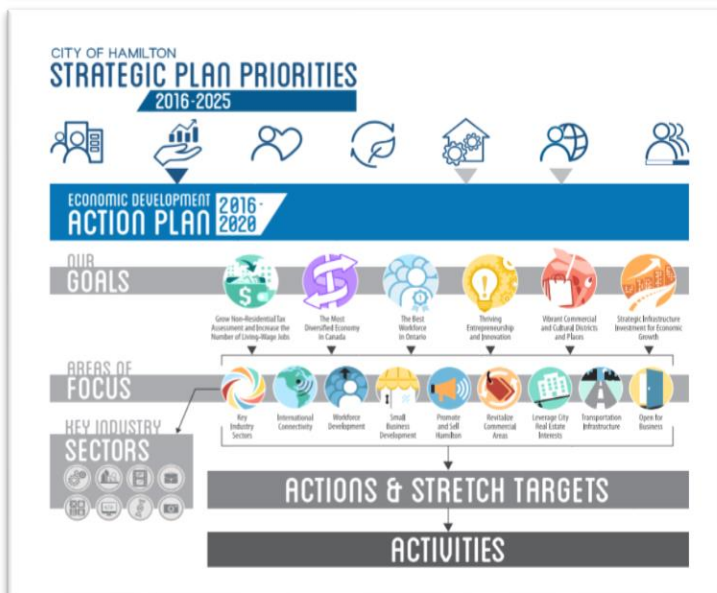 CITY OF HAMILTON
STRATEGIC PLAN PRIORITIES
2016-2025
ECONOMIC DEVELOPMENT
ACTION PLAN
2016-
2020
OUR
GOALS
Grow Non-Residential Tax
Assessment and Increase the
Number of Living-Wage Jobs
The Most
Diversified Economy
in Canada
The Best
Workforce
in Ontario
Thriving
Entrepreneurship
and Innovation
Vibrant Commercial
and Cultural Districts
and Places
Strategic Infrastructure
Investment for Economic
Growth
AREAS OF
FOCUS
Key
Industry
Sectors
International
Connectivity
Workforce
Development
Small
Business
Development
Promote
and Sell
Hamilton
Revitalize
Commercial
Areas
Leverage City
Real Estate
Interests
Transportation
Infrastructure
Open for
Business
KEY INDUSTRY
SECTORS
ACTIONS & STRETCH TARGETS
ACTIVITIES